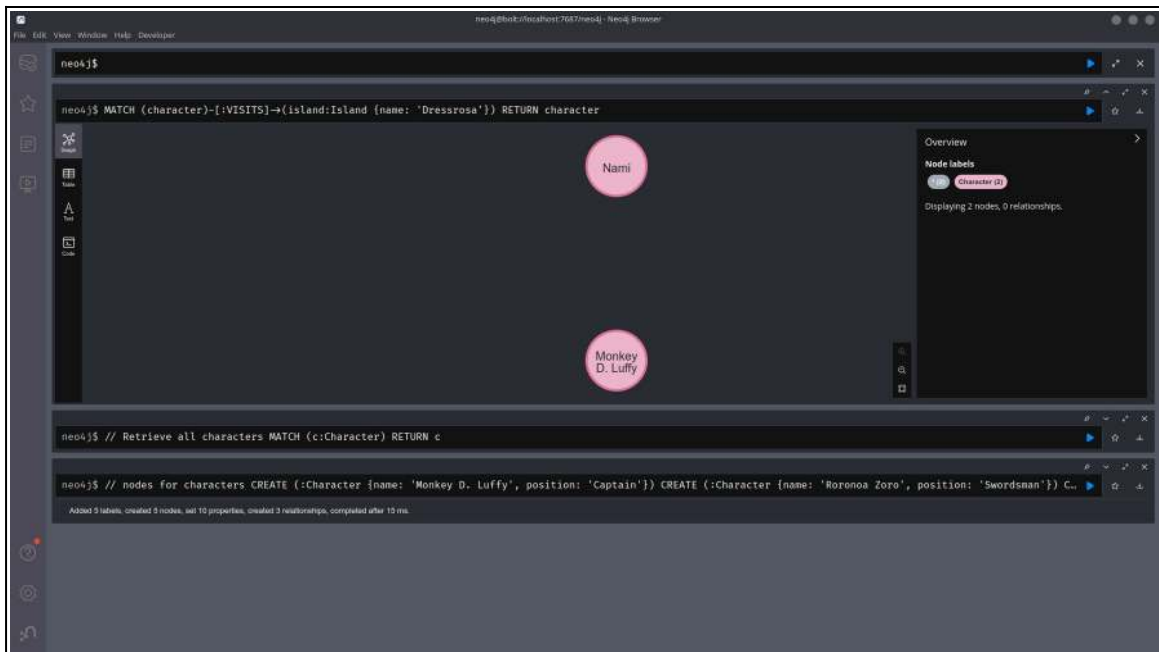 neo4j@bolt://localhost:7687/neo4j - Neo4j Browser
File Edit View Window Help Developer
neo4j$
neo4j$ MATCH (character)-[:VISITS]→(island:Island {name: 'Dressrosa'}) RETURN character
Graph
Table
Text
Code
Nami
Monkey
D. Luffy
Overview
Node labels
* (2) Character (2)
Displaying 2 nodes, 0 relationships.
neo4j$ // Retrieve all characters MATCH (c:Character) RETURN c
neo4j$ // nodes for characters CREATE (:Character {name: 'Monkey D. Luffy', position: 'Captain'}) CREATE (:Character {name: 'Roronoa Zoro', position: 'Swordsman'}) C…
Added 5 labels, created 5 nodes, set 10 properties, created 3 relationships, completed after 15 ms.